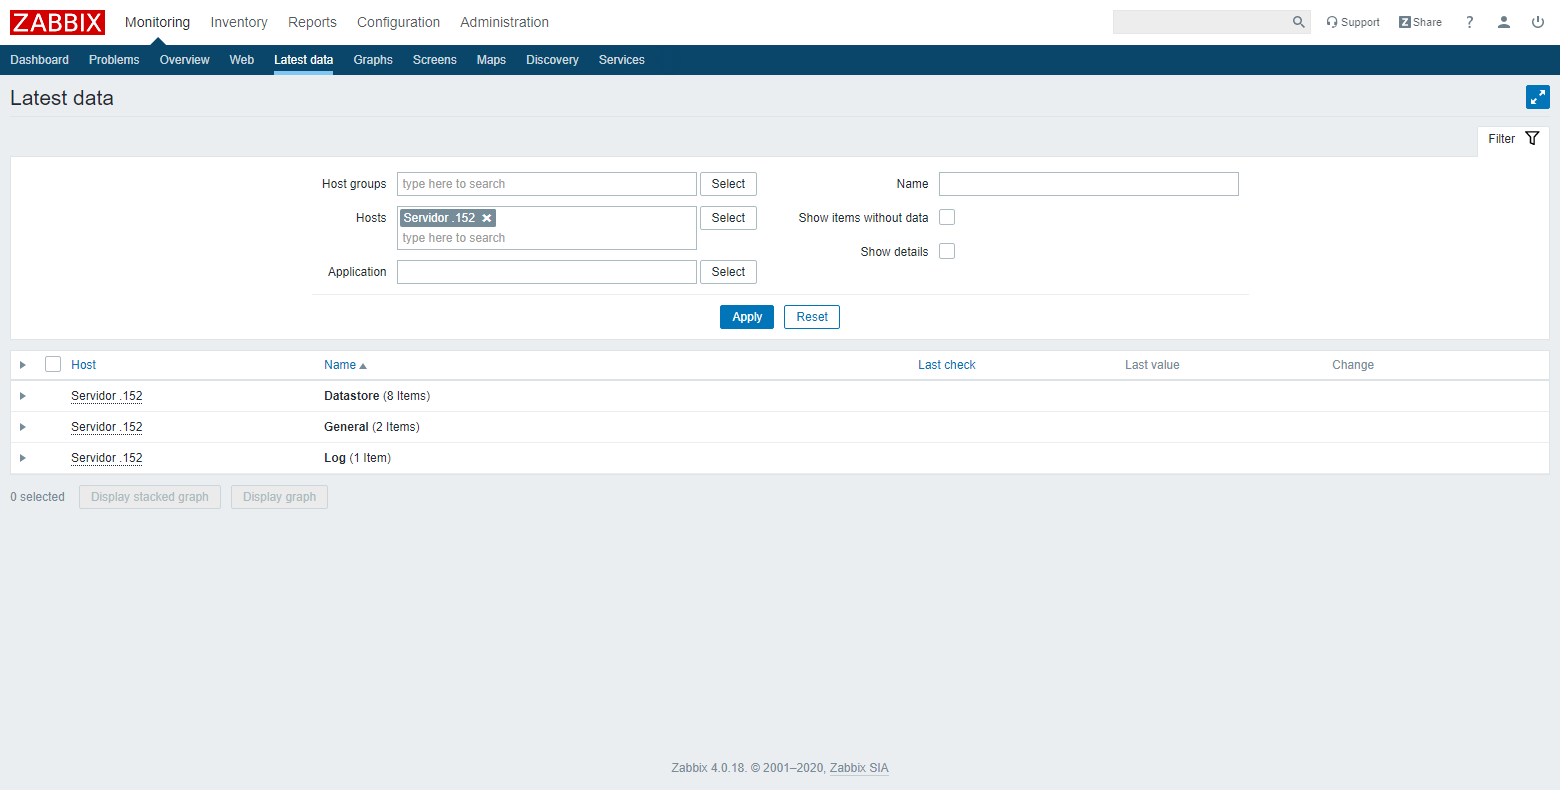 ZABBIX Monitoring Inventory Reports Configuration Administration Support Z Share ?
Dashboard Problems Overview Web Latest data Graphs Screens Maps Discovery Services
Latest data
Filter
Host groups type here to search Select Name
Hosts Servidor .152 Select Show items without data
type here to search
Show details
Application Select
Apply Reset
Host Name Last check Last value Change
Servidor .152 Datastore (8 Items)
Servidor .152 General (2 Items)
Servidor .152 Log (1 Item)
0 selected Display stacked graph Display graph
Zabbix 4.0.18. © 2001–2020, Zabbix SIA